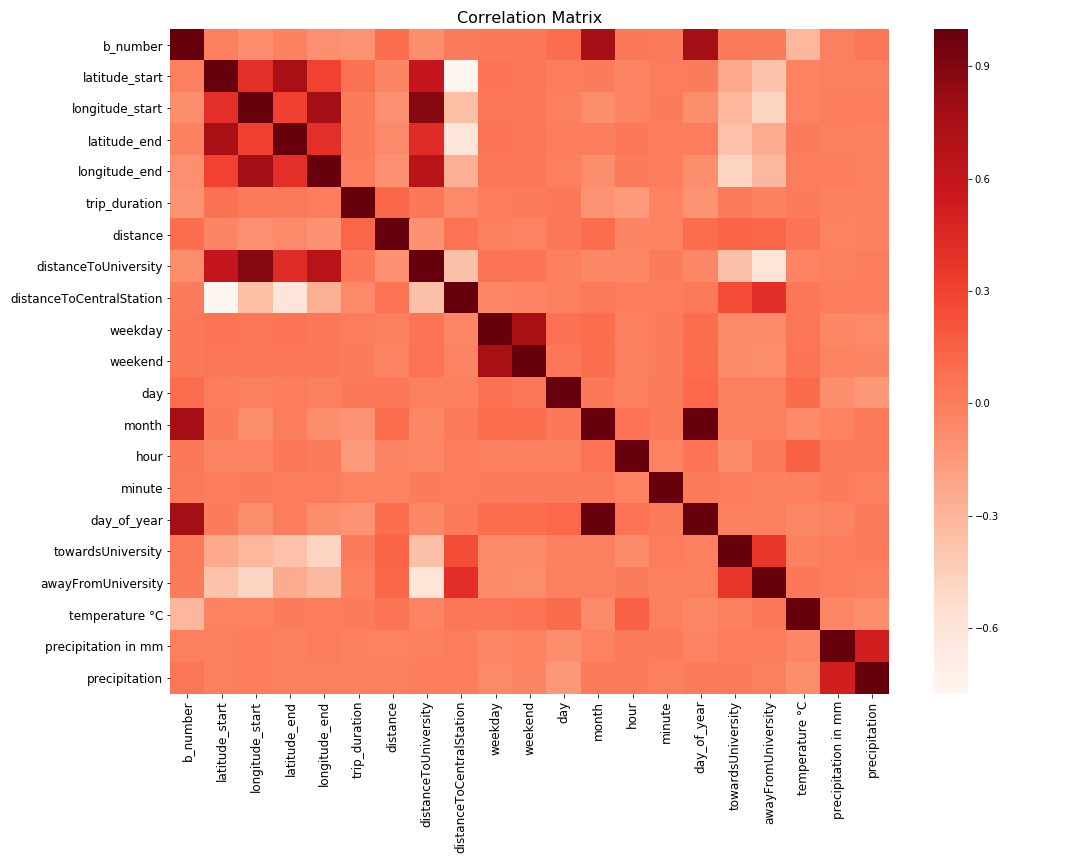 Correlation Matrix
b_number
latitude_start
longitude_start
latitude_end
longitude_end
trip_duration
distance
distanceToUniversity
distanceToCentralStation
weekday
weekend
day
month
hour
minute
day_of_year
towardsUniversity
awayFromUniversity
temperature °C
precipitation in mm
precipitation
b_number
latitude_start
longitude_start
latitude_end
longitude_end
trip_duration
distance
distanceToUniversity
distanceToCentralStation
weekday
weekend
day
month
hour
minute
day_of_year
towardsUniversity
awayFromUniversity
temperature °C
precipitation in mm
precipitation
0.9
0.6
0.3
0.0
−0.3
−0.6